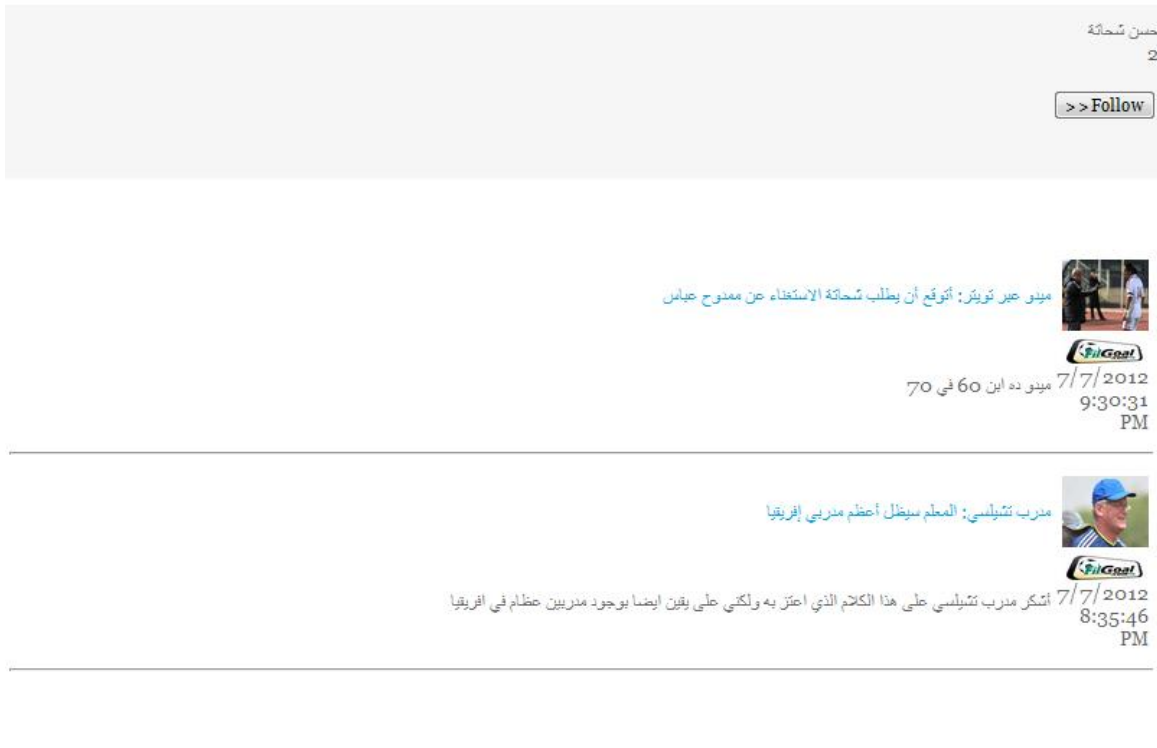 حسن شحاتة
2
>>Follow
ميدو عبر تويتر: أتوقع أن يطلب شحاتة الاستغناء عن ممدوح عباس
FilGoal
7/7/2012 ميدو ده ابن 60 في 70
9:30:31
PM
مدرب تشيلسي: المعلم سيظل أعظم مدربي إفريقيا
FilGoal
7/7/2012 أشكر مدرب تشيلسي على هذا الكلام الذي اعتز به ولكني على يقين ايضا بوجود مدربين عظام في افريقيا
8:35:46
PM